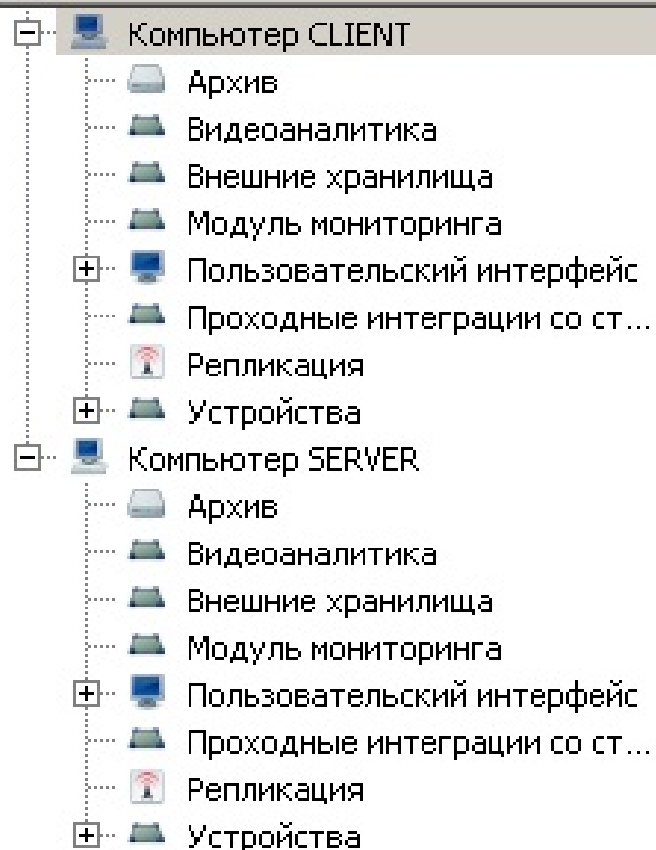 Компьютер CLIENT
Архив
Видеоаналитика
Внешние хранилища
Модуль мониторинга
Пользовательский интерфейс
Проходные интеграции со ст...
Репликация
Устройства
Компьютер SERVER
Архив
Видеоаналитика
Внешние хранилища
Модуль мониторинга
Пользовательский интерфейс
Проходные интеграции со ст...
Репликация
Устройства